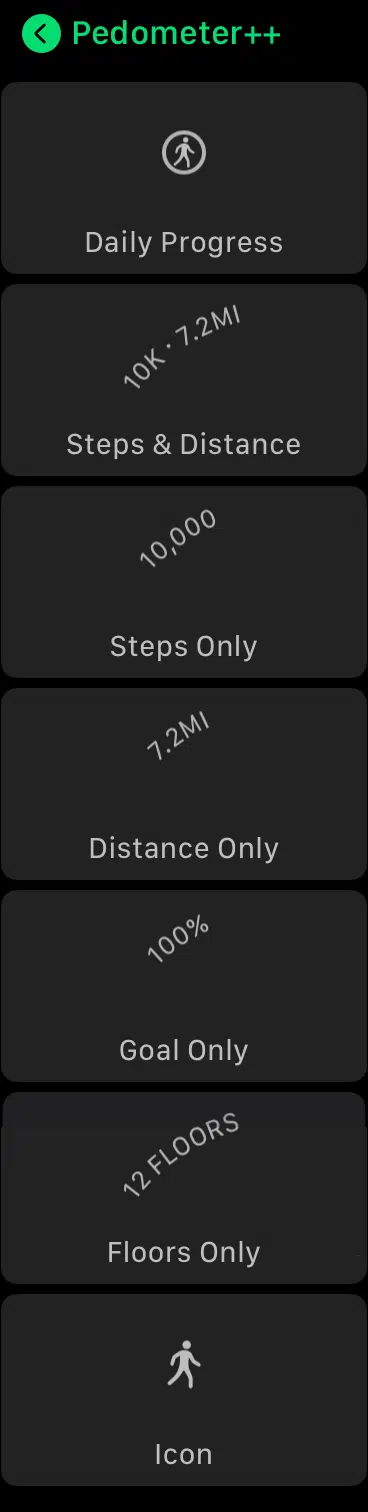 Pedometer++
Daily Progress
10K · 7.2MI
Steps & Distance
10,000
Steps Only
7.2MI
Distance Only
100%
Goal Only
12 FLOORS
Floors Only
Icon